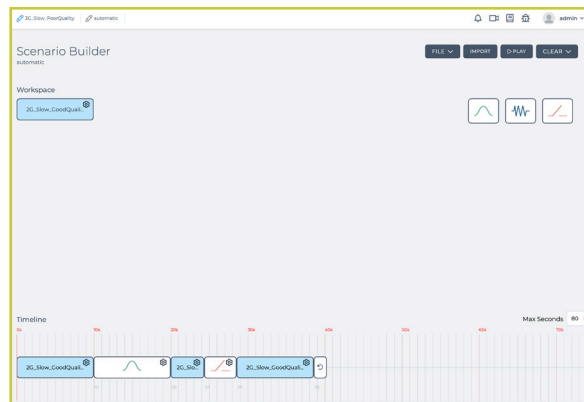 2G_Slow_PoorQuality automatic admin
Scenario Builder
automatic
FILE IMPORT D-PLAY CLEAR
Workspace
2G_Slow_GoodQuali...
Timeline Max Seconds 80
0s 10s 20s 30s 40s 50s 60s 70s
2G_Slow_GoodQuali... 2G_Slo... 2G_Slow_GoodQuali...